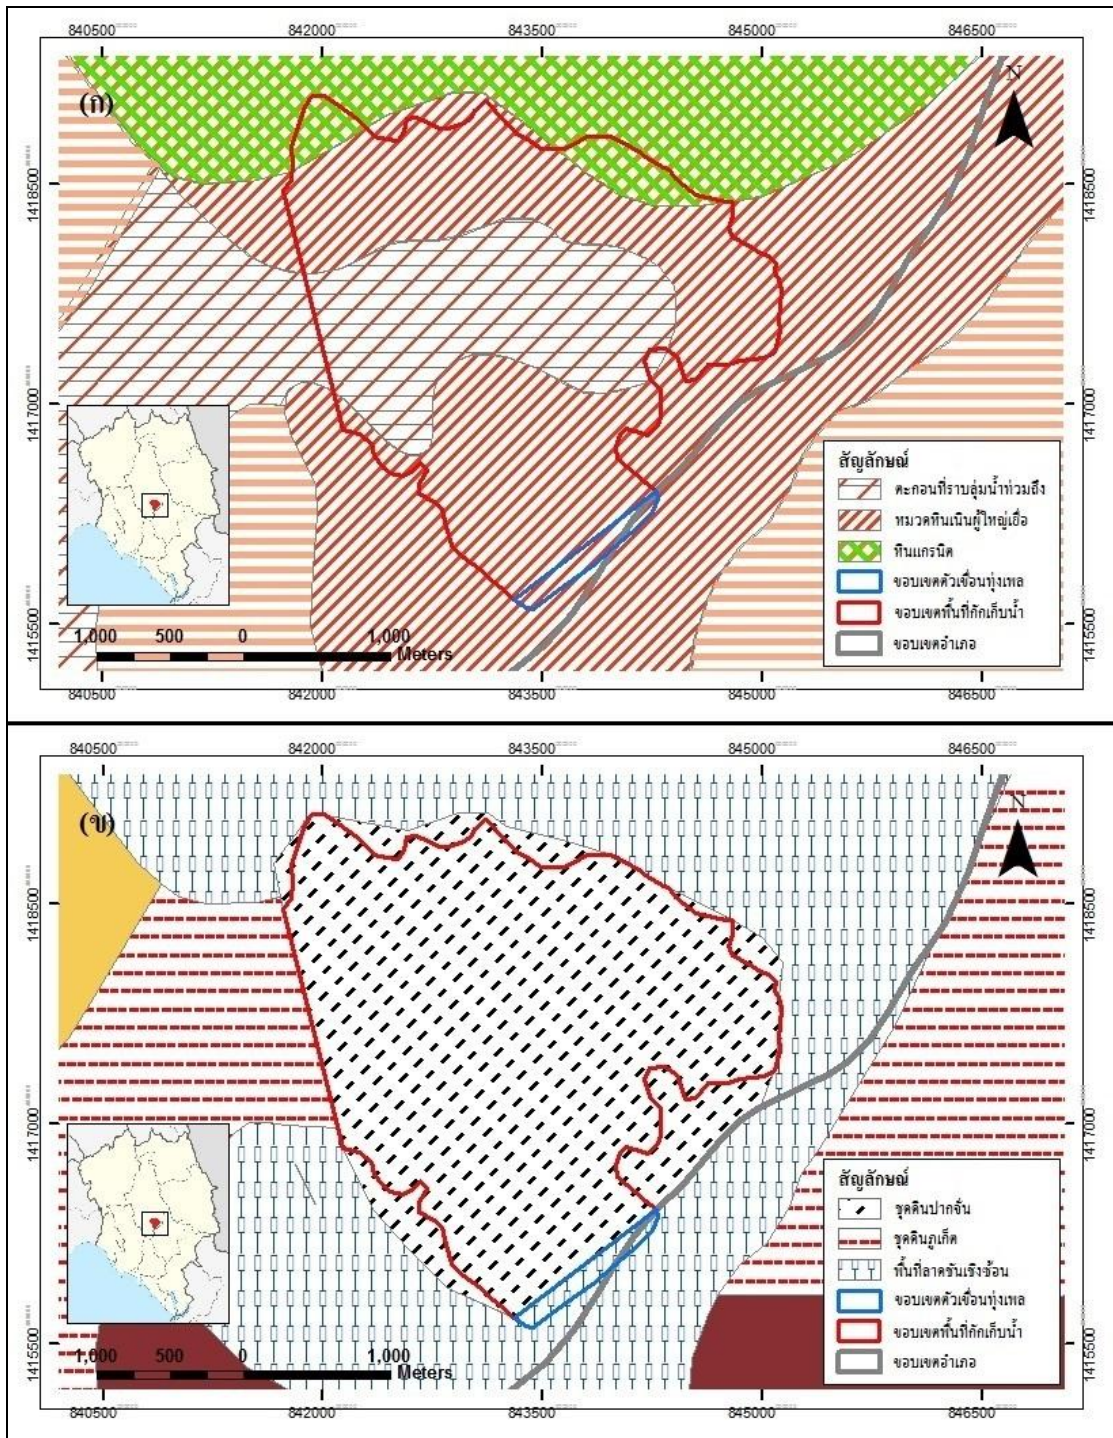 840500 842000 843500 845000 846500
(ก)
N
1418500 1418500
1417000 1417000
1415500 1415500
สัญลักษณ์
ตะกอนที่ราบลุ่มน้ำท่วมถึง
หมวดหินเนินผู้ใหญ่เยื่อ
หินแกรนิต
ขอบเขตตัวเขื่อนทุ่งเพล
ขอบเขตพื้นที่กักเก็บน้ำ
ขอบเขตอำเภอ
1,000 500 0 1,000
Meters
840500 842000 843500 845000 846500
840500 842000 843500 845000 846500
(ข)
N
1418500 1418500
1417000 1417000
1415500 1415500
สัญลักษณ์
ชุดดินปากจั่น
ชุดดินภูเก็ต
พื้นที่ลาดชันเชิงซ้อน
ขอบเขตตัวเขื่อนทุ่งเพล
ขอบเขตพื้นที่กักเก็บน้ำ
ขอบเขตอำเภอ
1,000 500 0 1,000
Meters
840500 842000 843500 845000 846500